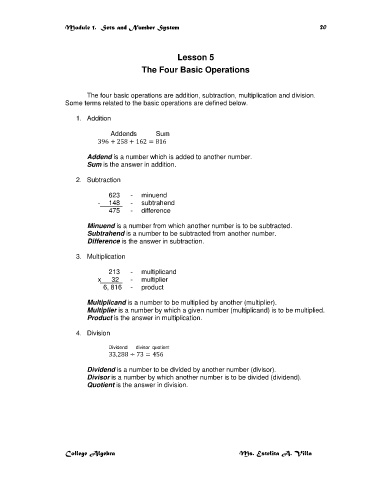 Module 1. Sets and Number System 20
Lesson 5
The Four Basic Operations
The four basic operations are addition, subtraction, multiplication and division.
Some terms related to the basic operations are defined below.
1. Addition
Addends Sum
396 + 258 + 162 = 816
Addend is a number which is added to another number.
Sum is the answer in addition.
2. Subtraction
623 - minuend
- 148 - subtrahend
475 - difference
Minuend is a number from which another number is to be subtracted.
Subtrahend is a number to be subtracted from another number.
Difference is the answer in subtraction.
3. Multiplication
213 - multiplicand
x 32 - multiplier
6, 816 - product
Multiplicand is a number to be multiplied by another (multiplier).
Multiplier is a number by which a given number (multiplicand) is to be multiplied.
Product is the answer in multiplication.
4. Division
Dividend divisor quotient
33,288 ÷ 73 = 456
Dividend is a number to be divided by another number (divisor).
Divisor is a number by which another number is to be divided (dividend).
Quotient is the answer in division.
College Algebra Ms. Estelita A. Villa